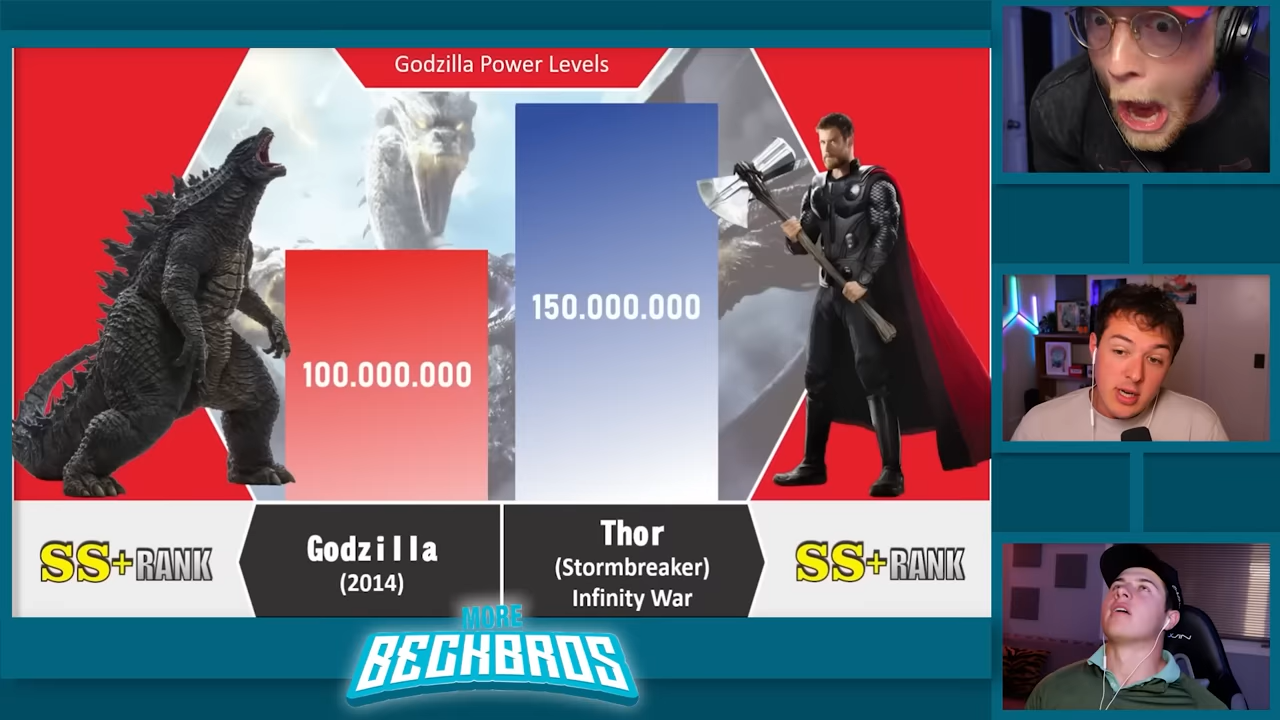 Godzilla Power Levels
100.000.000
150.000.000
SS+RANK
Godzilla
(2014)
Thor
(Stormbreaker)
Infinity War
SS+RANK
MORE
BECKBROS